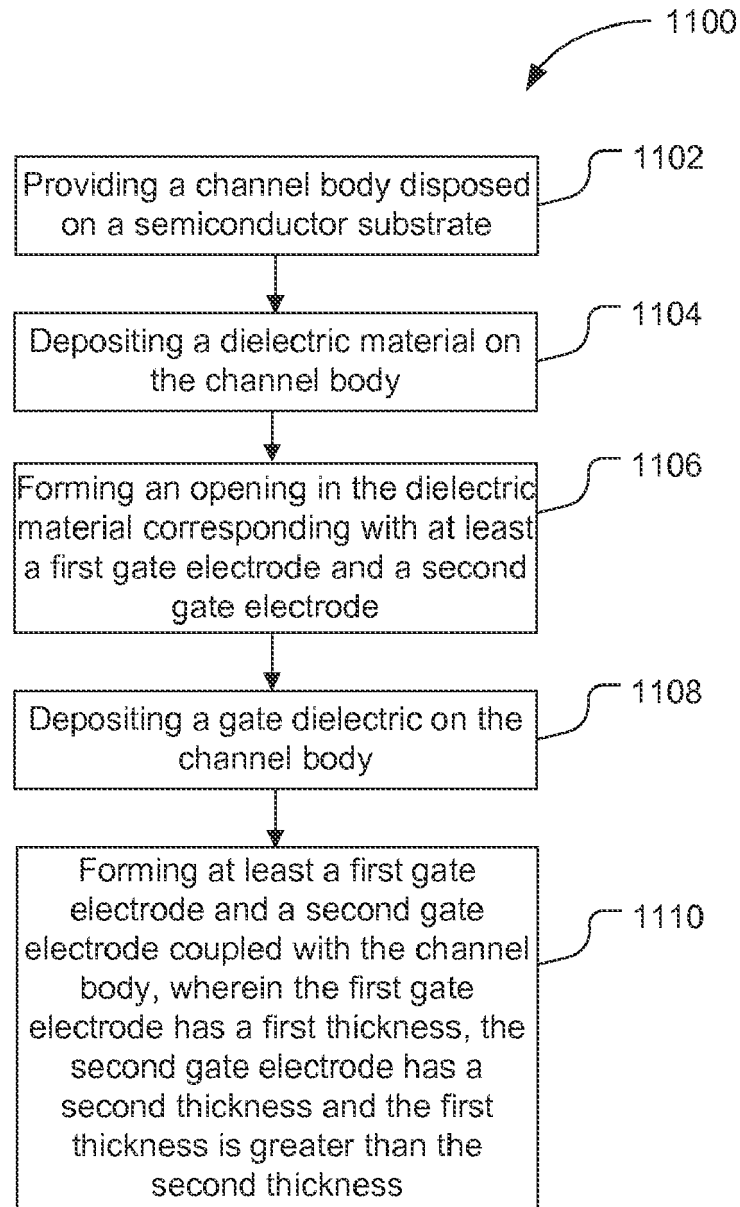 1100
1102
Providing a channel body disposed
on a semiconductor substrate
1104
Depositing a dielectric material on
the channel body
1106
Forming an opening in the dielectric
material corresponding with at least
a first gate electrode and a second
gate electrode
1108
Depositing a gate dielectric on the
channel body
1110
Forming at least a first gate
electrode and a second gate
electrode coupled with the channel
body, wherein the first gate
electrode has a first thickness, the
second gate electrode has a
second thickness and the first
thickness is greater than the
second thickness